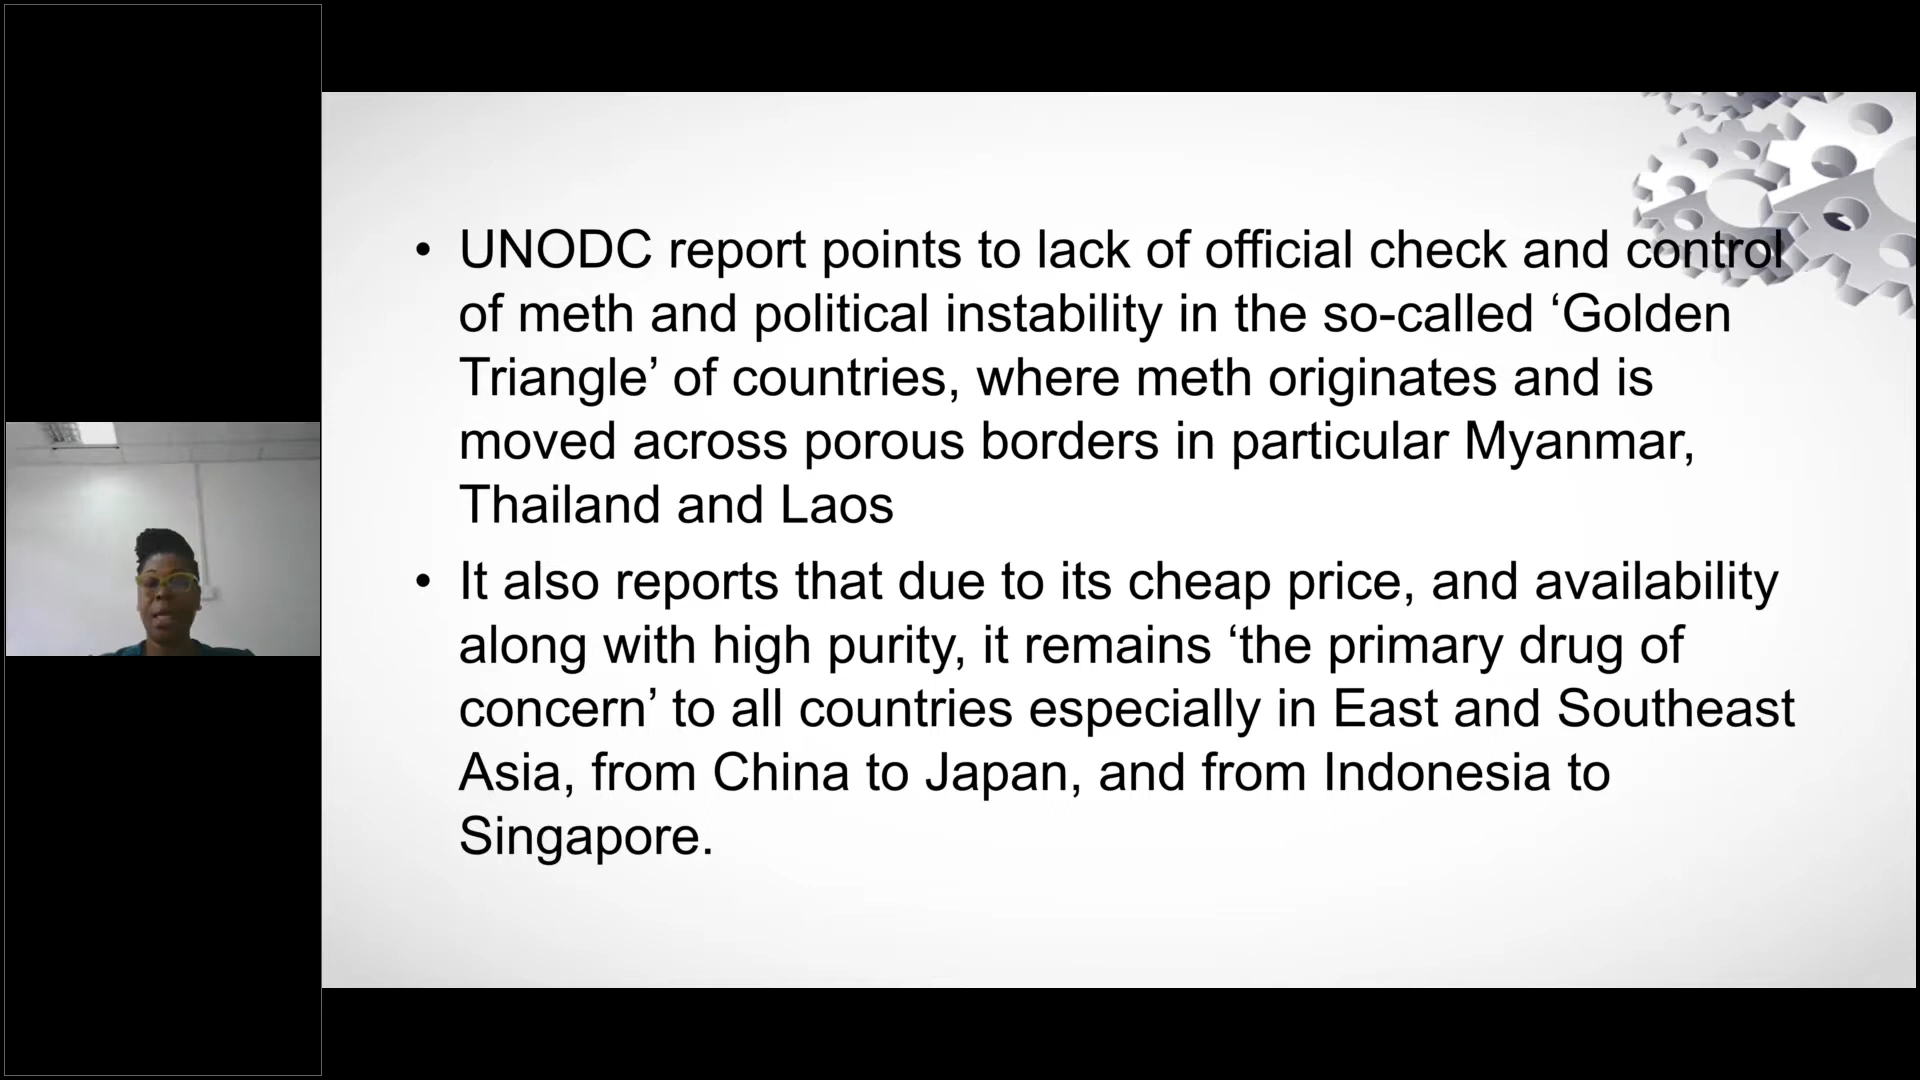 • UNODC report points to lack of official check and control
of meth and political instability in the so-called ‘Golden
Triangle’ of countries, where meth originates and is
moved across porous borders in particular Myanmar,
Thailand and Laos
• It also reports that due to its cheap price, and availability
along with high purity, it remains ‘the primary drug of
concern’ to all countries especially in East and Southeast
Asia, from China to Japan, and from Indonesia to
Singapore.